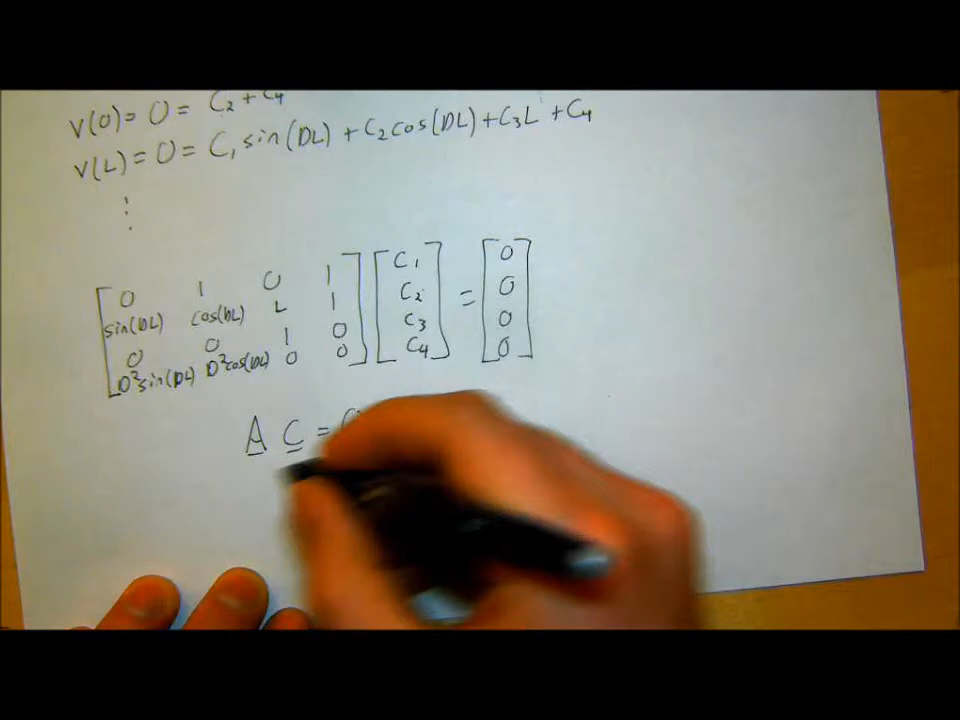 v(0) = 0 = C₂ + C₄
v(L) = 0 = C₁ sin(DL) + C₂ cos(DL) + C₃L + C₄
⋮
[ 0 1 0 1 ] [ C₁ ] [ 0 ]
[ sin(DL) cos(DL) L 1 ] [ C₂ ] = [ 0 ]
[ 0 0 1 0 ] [ C₃ ] [ 0 ]
[ D²sin(DL) D²cos(DL) 0 0 ] [ C₄ ] [ 0 ]
A C =